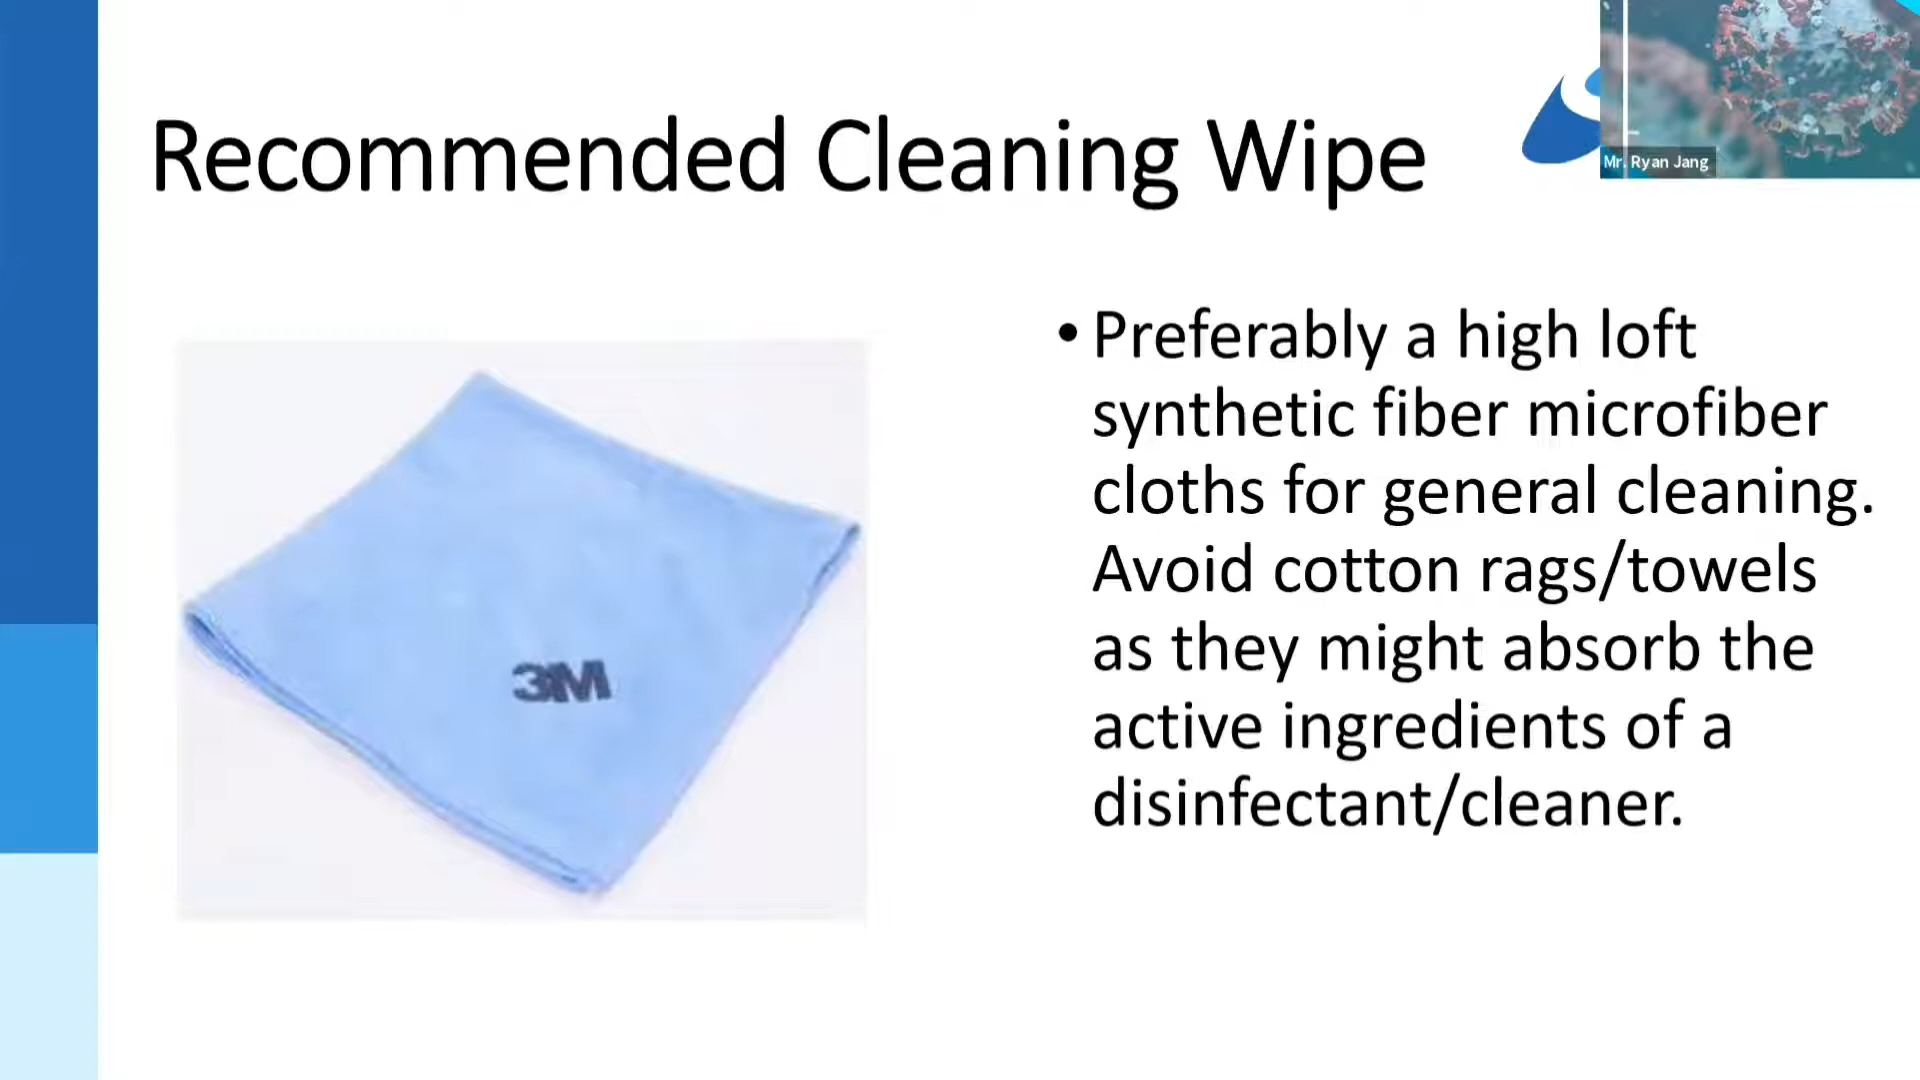 Recommended Cleaning Wipe
Mr. Ryan Jang
• Preferably a high loft
synthetic fiber microfiber
cloths for general cleaning.
Avoid cotton rags/towels
as they might absorb the
active ingredients of a
disinfectant/cleaner.
3M